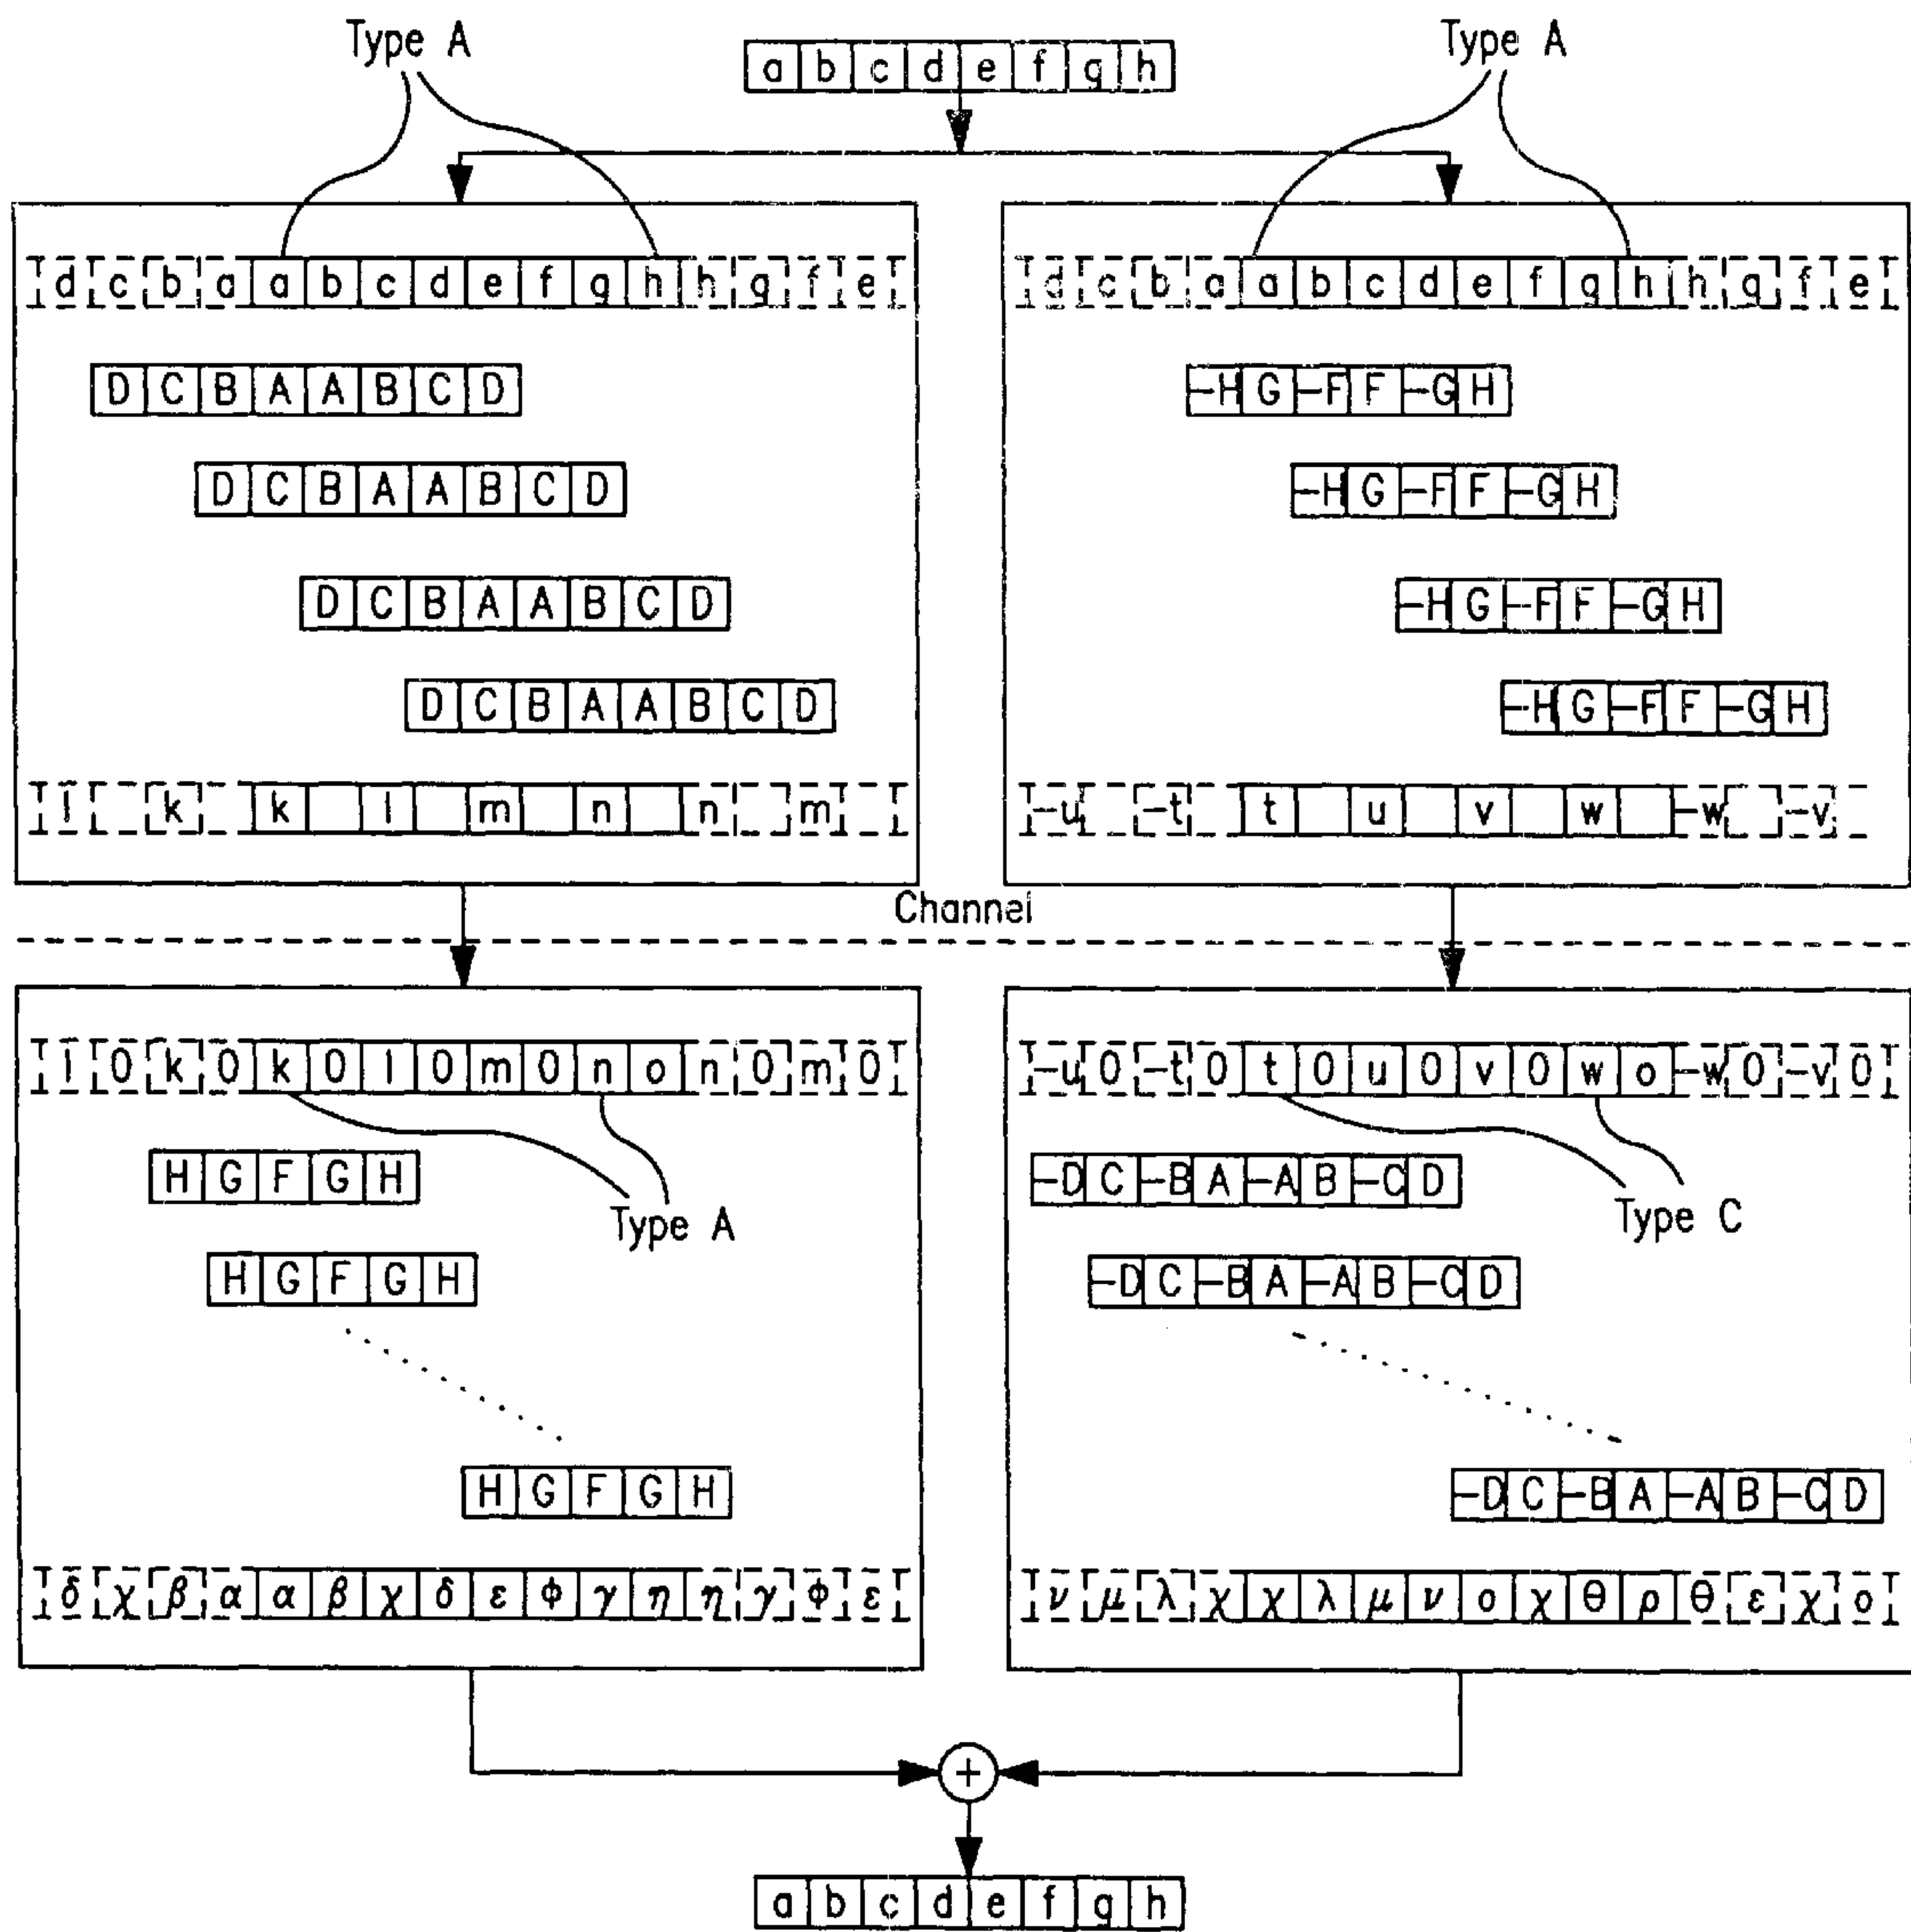 Type A
a b c d e f g h
Type A
d c b a a b c d e f g h h g f e
d c b a a b c d e f g h h g f e
D C B A A B C D
-H G -F F -G H
D C B A A B C D
-H G -F F -G H
D C B A A B C D
-H G -F F -G H
D C B A A B C D
-H G -F F -G H
l k k l m n n m
-u -t t u v w -w -v
Channel
l 0 k 0 k 0 l 0 m 0 n o n 0 m 0
-u 0 -t 0 t 0 u 0 v 0 w o -w 0 -v 0
H G F G H
-D C -B A -A B -C D
Type A
Type C
H G F G H
-D C -B A -A B -C D
H G F G H
-D C -B A -A B -C D
δ χ β α α β χ δ ε φ γ η η γ φ ε
ν μ λ χ χ λ μ ν o χ θ ρ θ ε χ o
+
a b c d e f g h